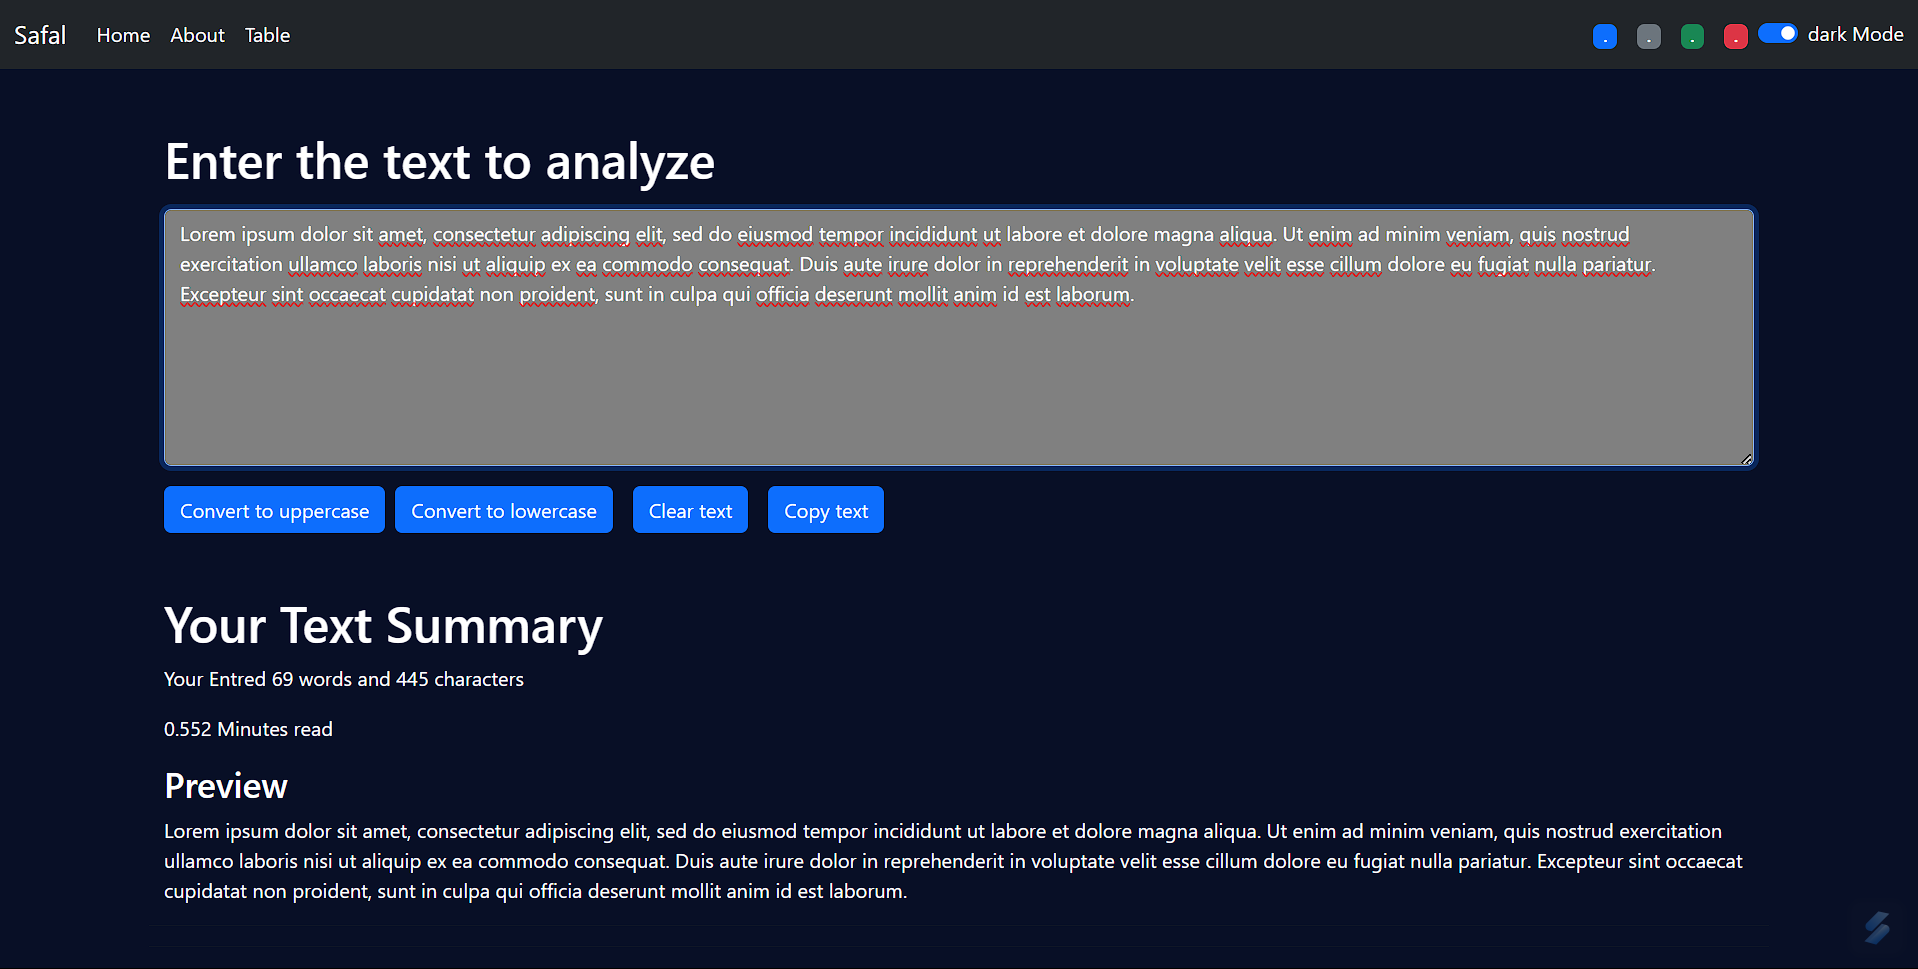 Safal Home About Table . . . . dark Mode
Enter the text to analyze
Lorem ipsum dolor sit amet, consectetur adipiscing elit, sed do eiusmod tempor incididunt ut labore et dolore magna aliqua. Ut enim ad minim veniam, quis nostrud
exercitation ullamco laboris nisi ut aliquip ex ea commodo consequat. Duis aute irure dolor in reprehenderit in voluptate velit esse cillum dolore eu fugiat nulla pariatur.
Excepteur sint occaecat cupidatat non proident, sunt in culpa qui officia deserunt mollit anim id est laborum.
Convert to uppercase Convert to lowercase Clear text Copy text
Your Text Summary
Your Entred 69 words and 445 characters
0.552 Minutes read
Preview
Lorem ipsum dolor sit amet, consectetur adipiscing elit, sed do eiusmod tempor incididunt ut labore et dolore magna aliqua. Ut enim ad minim veniam, quis nostrud exercitation
ullamco laboris nisi ut aliquip ex ea commodo consequat. Duis aute irure dolor in reprehenderit in voluptate velit esse cillum dolore eu fugiat nulla pariatur. Excepteur sint occaecat
cupidatat non proident, sunt in culpa qui officia deserunt mollit anim id est laborum.